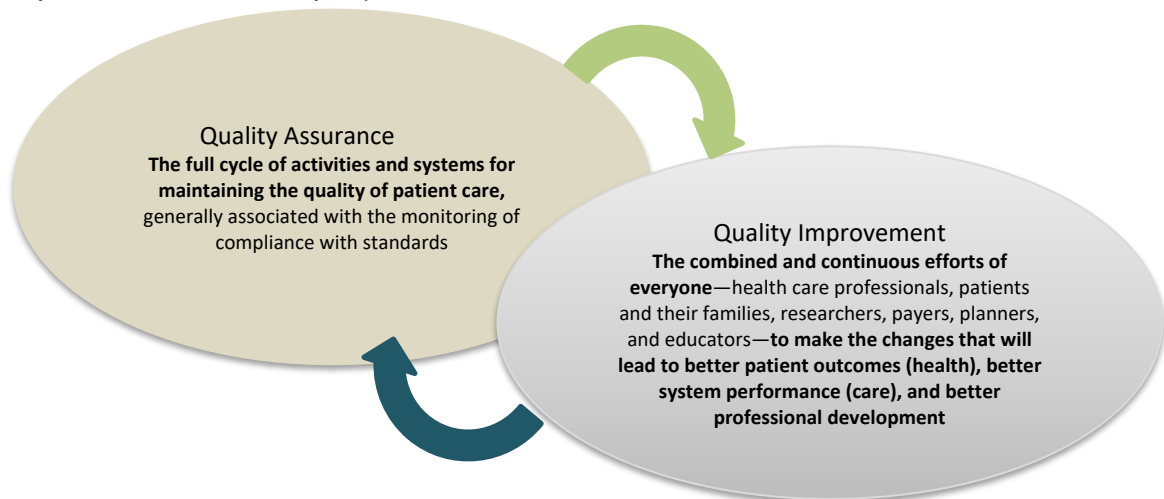 Quality Assurance
The full cycle of activities and systems for
maintaining the quality of patient care,
generally associated with the monitoring of
compliance with standards
Quality Improvement
The combined and continuous efforts of
everyone—health care professionals, patients
and their families, researchers, payers, planners,
and educators—to make the changes that will
lead to better patient outcomes (health), better
system performance (care), and better
professional development